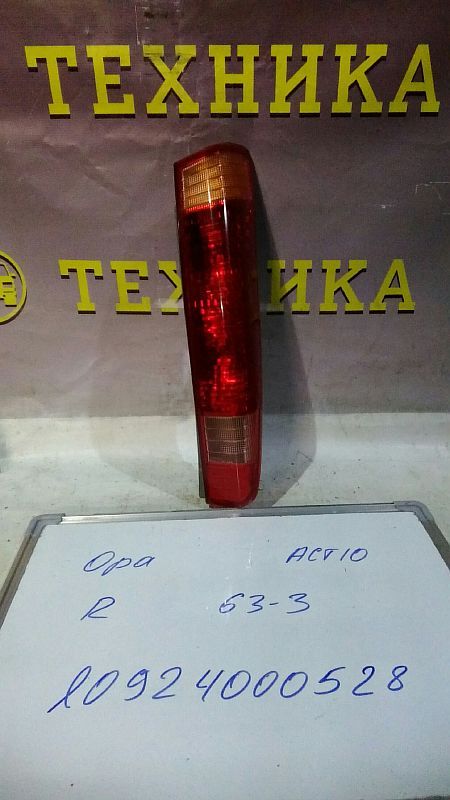 ТЕХНИКА
ТЕХНИКА
Opa ACT10
R 63-3
l0924000528